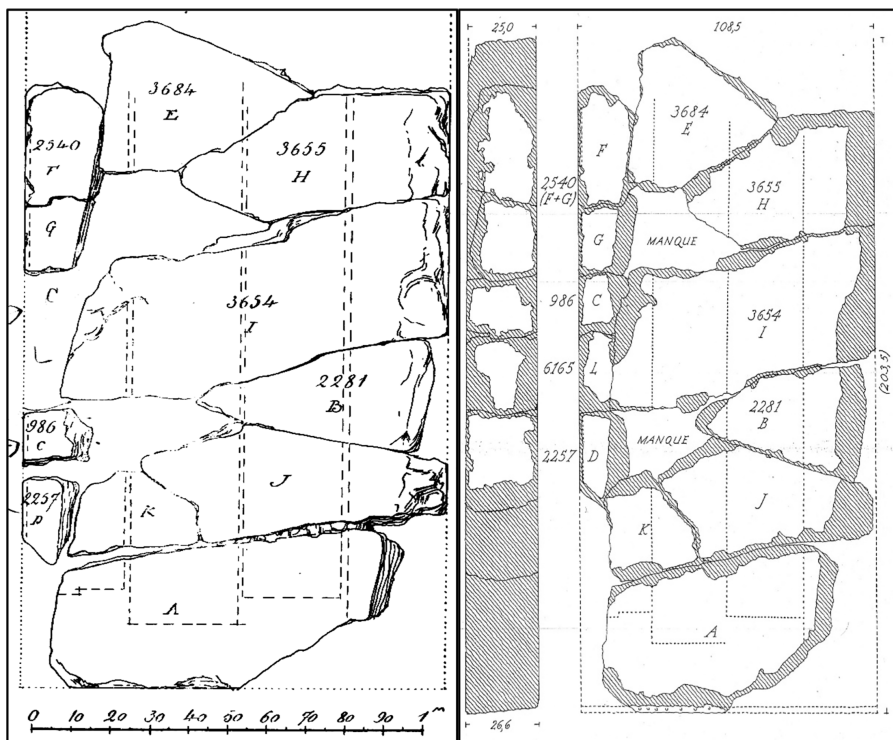 3684
E
2540
F
3655
H
G
C
3654
I
2281
B
986
C
J
K
2257
D
A
0 10 20 30 40 50 60 70 80 90 1 m
25,0
108,5
3684
E
F
3655
H
2540
(F+G)
G
MANQUE
986
C
3654
I
(203,5)
6165
L
2281
B
MANQUE
2257
D
J
K
A
26,6